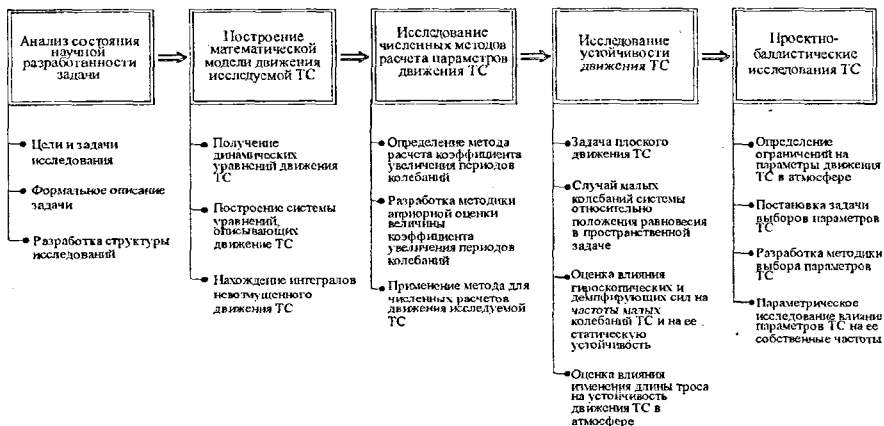 Анализ состояния
научной
разработанности
задачи
Цели и задачи
исследования
Формальное описание
задачи
Разработка структуры
исследований
Построение
математической
модели движения
исследуемой ТС
Получение
динамических
уравнений движения
ТС
Построение системы
уравнений,
описывающих
движение ТС
Нахождение интегралов
невозмущенного
движения ТС
Исследование
численных методов
расчета параметров
движения ТС
Определение метода
расчета коэффициента
увеличения периодов
колебаний
Разработка методики
априорной оценки
величины
коэффициента
увеличения периодов
колебаний
Применение метода для
численных расчетов
движения исследуемой ТС
Исследование
устойчивости
движения ТС
Задача плоского
движения ТС
Случай малых
колебаний системы
относительно
положения равновесия
в пространственной
задаче
Оценка влияния
гироскопических и
демпфирующих сил на
частоты малых
колебаний ТС и на ее
статическую
устойчивость
Оценка влияния
изменения длины троса
на устойчивость
движения ТС в
атмосфере
Проектно-
баллистические
исследования ТС
Определение
ограничений на
параметры движения
ТС в атмосфере
Постановка задачи
выборов параметров
ТС
Разработка методики
выбора параметров
ТС
Параметрическое
исследование влияния
параметров ТС на ее
собственные частоты